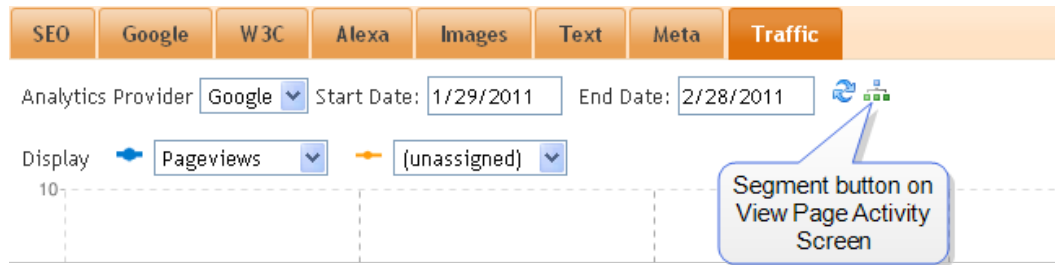 SEO Google W3C Alexa Images Text Meta Traffic
Analytics Provider Google Start Date: 1/29/2011 End Date: 2/28/2011
Display Pageviews (unassigned)
10
Segment button on
View Page Activity
Screen